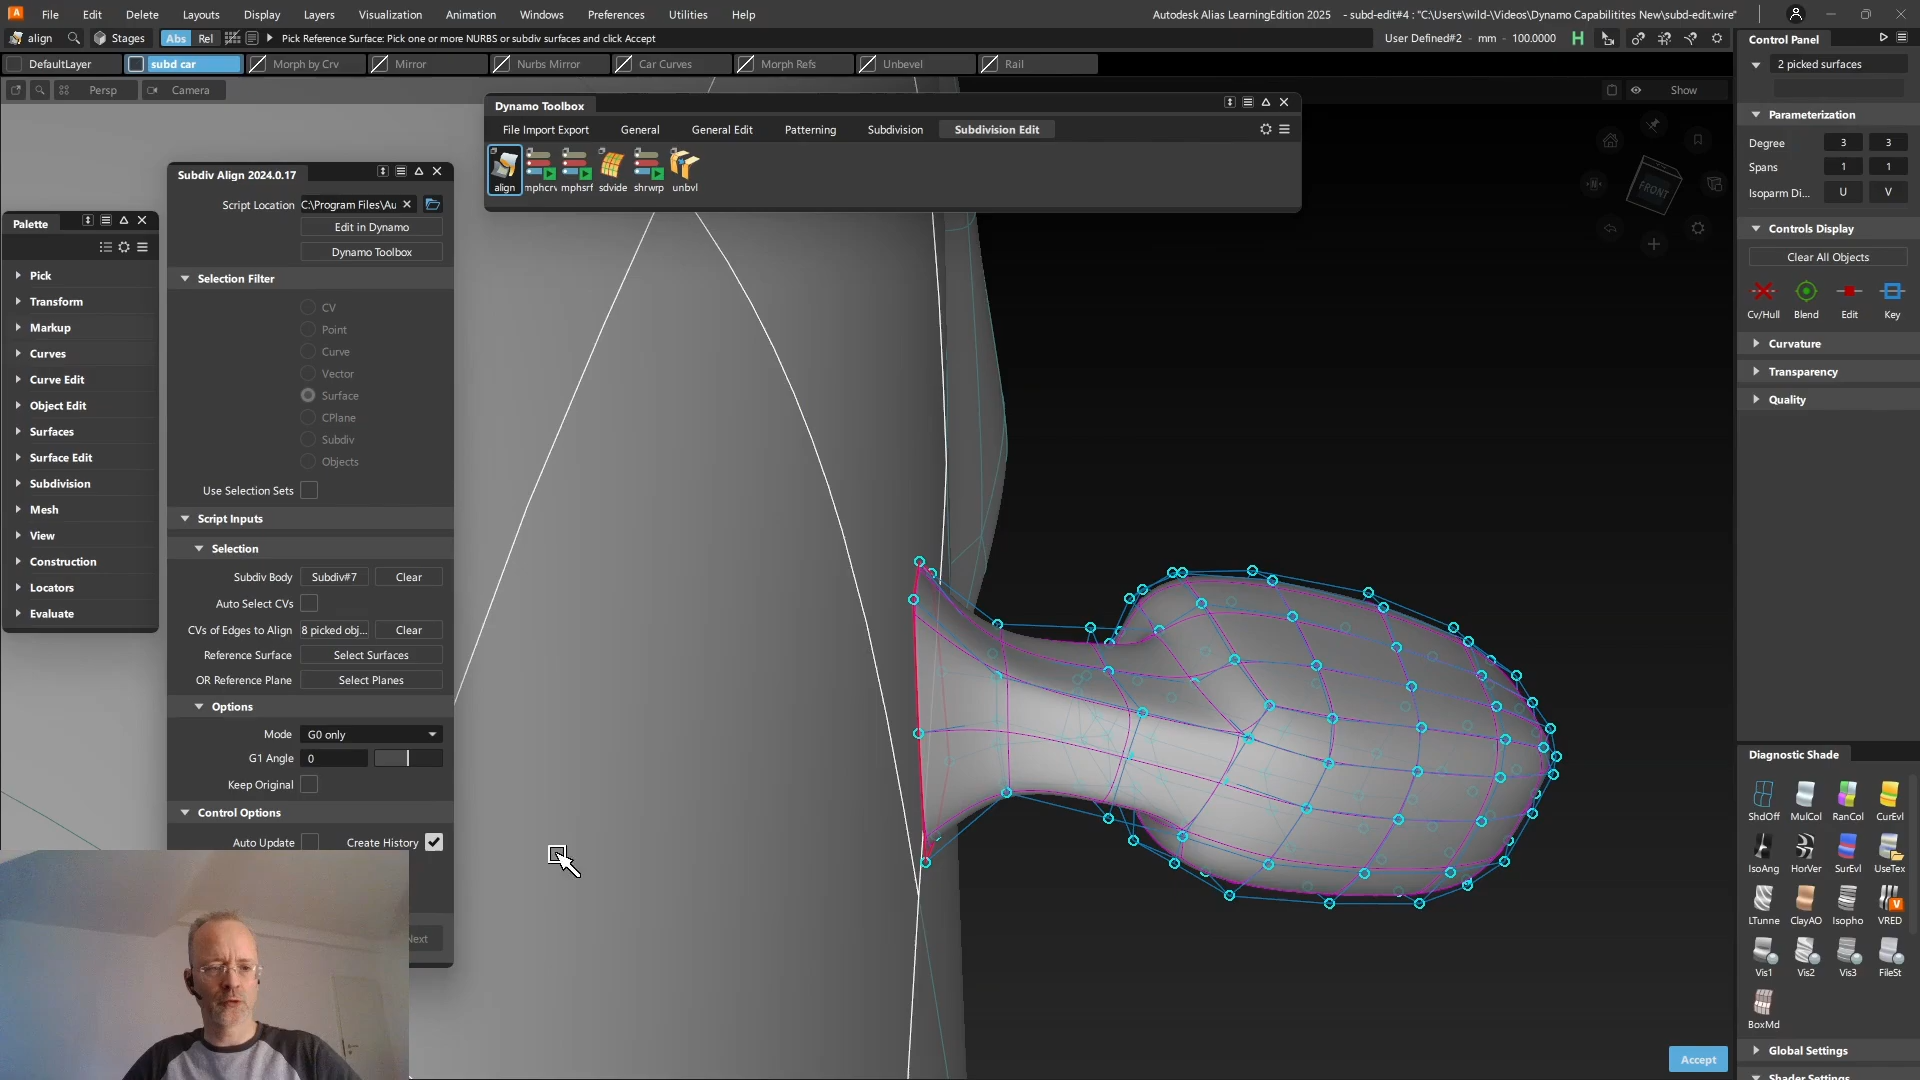 File Edit Delete Layouts Display Layers Visualization Animation Windows Preferences Utilities Help
Autodesk Alias LearningEdition 2025 - subd-edit#4 : "C:\Users\wild-\Videos\Dynamo Capabilitites New\subd-edit.wire"
align Stages Abs Rel Pick Reference Surface: Pick one or more NURBS or subdiv surfaces and click Accept
User Defined#2 - mm - 100.0000
DefaultLayer subd car Morph by Crv Mirror Nurbs Mirror Car Curves Morph Refs Unbevel Rail
Persp Camera Show
Dynamo Toolbox
File Import Export General General Edit Patterning Subdivision Subdivision Edit
align mphcrv mphsrf sdvide shrwrp unbvl
FRONT
Palette
Pick
Transform
Markup
Curves
Curve Edit
Object Edit
Surfaces
Surface Edit
Subdivision
Mesh
View
Construction
Locators
Evaluate
Subdiv Align 2024.0.17
Script Location C:\Program Files\Au
Edit in Dynamo
Dynamo Toolbox
Selection Filter
CV
Point
Curve
Vector
Surface
CPlane
Subdiv
Objects
Use Selection Sets
Script Inputs
Selection
Subdiv Body Subdiv#7 Clear
Auto Select CVs
CVs of Edges to Align 8 picked obj... Clear
Reference Surface Select Surfaces
OR Reference Plane Select Planes
Options
Mode G0 only
G1 Angle 0
Keep Original
Control Options
Auto Update Create History
Next
Control Panel
2 picked surfaces
Parameterization
Degree 3 3
Spans 1 1
Isoparm Di... U V
Controls Display
Clear All Objects
Cv/Hull Blend Edit Key
Curvature
Transparency
Quality
Diagnostic Shade
ShdOff MulCol RanCol CurEvl
IsoAng HorVer SurEvl UseTex
LTunne ClayAO Isopho VRED
Vis1 Vis2 Vis3 FileSt
BoxMd
Global Settings
Shader Settings
Accept